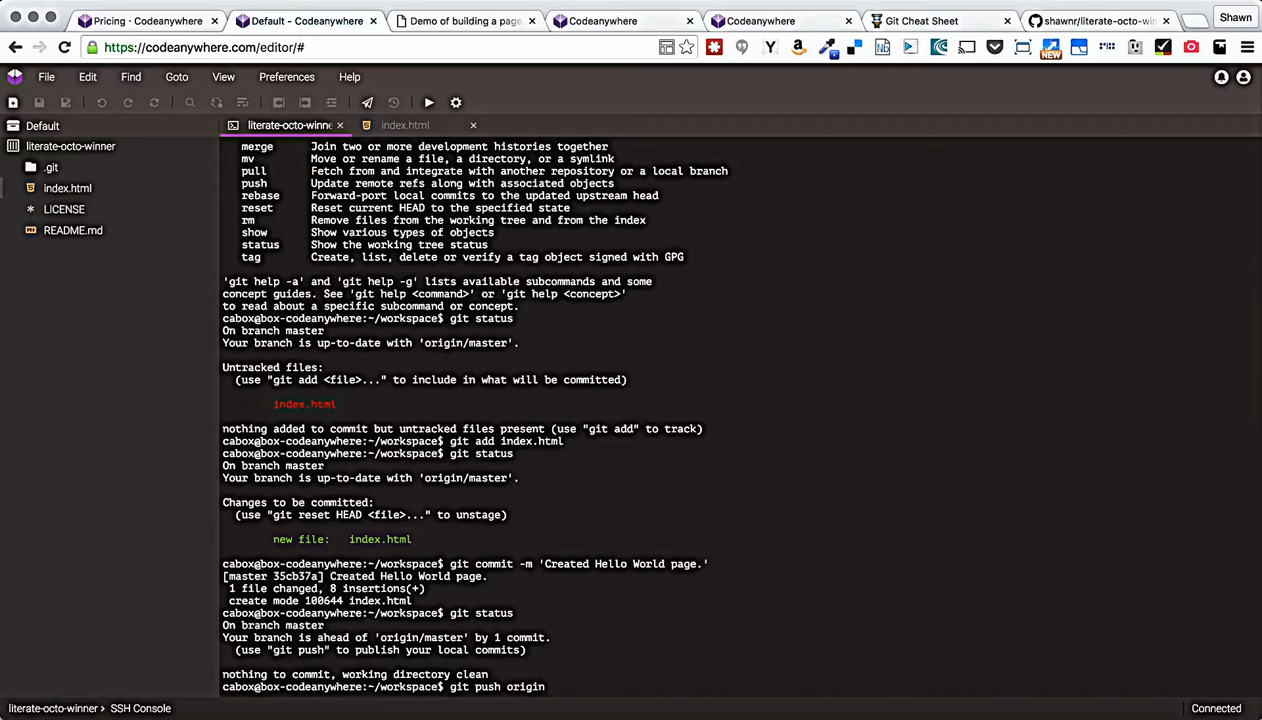 Pricing - Codeanywhere
Default - Codeanywhere
Demo of building a page
Codeanywhere
Codeanywhere
Git Cheat Sheet
shawnr/literate-octo-win
Shawn
https://codeanywhere.com/editor/#
NEW
File Edit Find Goto View Preferences Help
Default
literate-octo-winner
.git
index.html
LICENSE
README.md
literate-octo-winne
index.html
merge Join two or more development histories together
mv Move or rename a file, a directory, or a symlink
pull Fetch from and integrate with another repository or a local branch
push Update remote refs along with associated objects
rebase Forward-port local commits to the updated upstream head
reset Reset current HEAD to the specified state
rm Remove files from the working tree and from the index
show Show various types of objects
status Show the working tree status
tag Create, list, delete or verify a tag object signed with GPG
'git help -a' and 'git help -g' lists available subcommands and some
concept guides. See 'git help <command>' or 'git help <concept>'
to read about a specific subcommand or concept.
cabox@box-codeanywhere:~/workspace$ git status
On branch master
Your branch is up-to-date with 'origin/master'.
Untracked files:
(use "git add <file>..." to include in what will be committed)
index.html
nothing added to commit but untracked files present (use "git add" to track)
cabox@box-codeanywhere:~/workspace$ git add index.html
cabox@box-codeanywhere:~/workspace$ git status
On branch master
Your branch is up-to-date with 'origin/master'.
Changes to be committed:
(use "git reset HEAD <file>..." to unstage)
new file: index.html
cabox@box-codeanywhere:~/workspace$ git commit -m 'Created Hello World page.'
[master 35cb37a] Created Hello World page.
1 file changed, 8 insertions(+)
create mode 100644 index.html
cabox@box-codeanywhere:~/workspace$ git status
On branch master
Your branch is ahead of 'origin/master' by 1 commit.
(use "git push" to publish your local commits)
nothing to commit, working directory clean
cabox@box-codeanywhere:~/workspace$ git push origin
literate-octo-winner > SSH Console
Connected